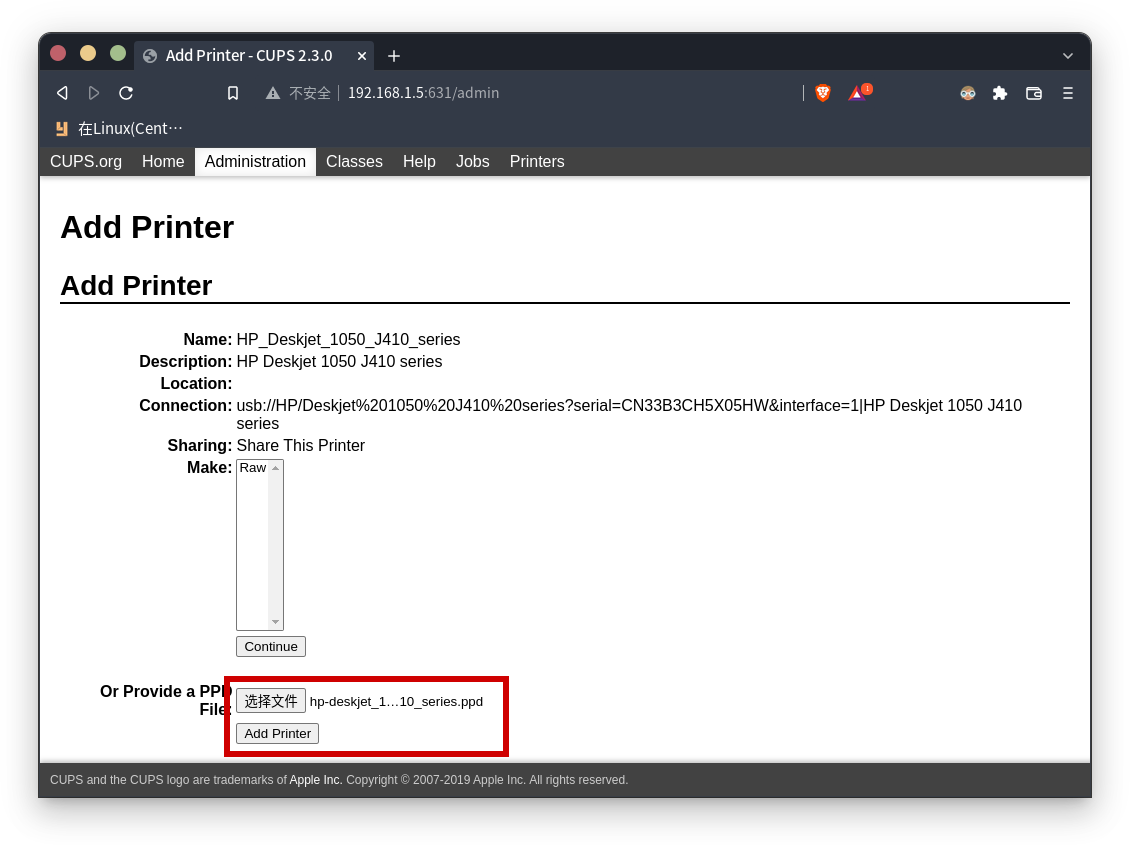 Add Printer - CUPS 2.3.0
不安全 192.168.1.5:631/admin
1
在Linux(Cent…
CUPS.org Home Administration Classes Help Jobs Printers
Add Printer
Add Printer
Name: HP_Deskjet_1050_J410_series
Description: HP Deskjet 1050 J410 series
Location:
Connection: usb://HP/Deskjet%201050%20J410%20series?serial=CN33B3CH5X05HW&interface=1|HP Deskjet 1050 J410
series
Sharing: Share This Printer
Make: Raw
Continue
Or Provide a PPD
File:
选择文件 hp-deskjet_1…10_series.ppd
Add Printer
CUPS and the CUPS logo are trademarks of Apple Inc. Copyright © 2007-2019 Apple Inc. All rights reserved.